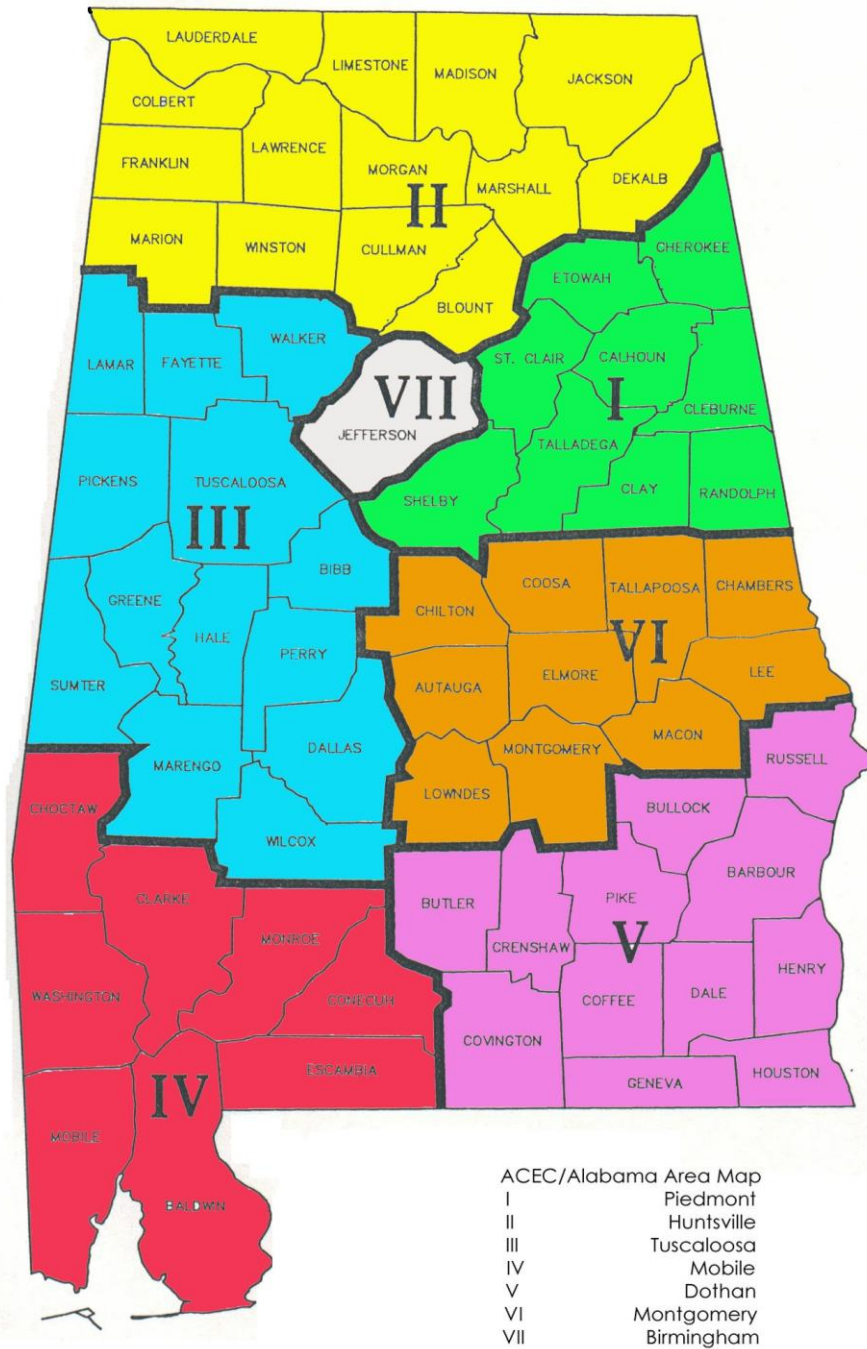 LAUDERDALE
LIMESTONE
MADISON
JACKSON
COLBERT
LAWRENCE
FRANKLIN
MORGAN
MARSHALL
DEKALB
II
MARION
WINSTON
CULLMAN
BLOUNT
CHEROKEE
ETOWAH
ST. CLAIR
CALHOUN
I
CLEBURNE
TALLADEGA
SHELBY
CLAY
RANDOLPH
VII
JEFFERSON
LAMAR
FAYETTE
WALKER
PICKENS
TUSCALOOSA
III
BIBB
GREENE
HALE
PERRY
SUMTER
MARENGO
DALLAS
WILCOX
CHILTON
COOSA
TALLAPOOSA
CHAMBERS
VI
AUTAUGA
ELMORE
LEE
LOWNDES
MONTGOMERY
MACON
RUSSELL
BULLOCK
BARBOUR
BUTLER
CRENSHAW
PIKE
V
HENRY
COFFEE
DALE
COVINGTON
GENEVA
HOUSTON
CHOCTAW
CLARKE
MONROE
WASHINGTON
CONECUH
ESCAMBIA
IV
MOBILE
BALDWIN
ACEC/Alabama Area Map
I Piedmont
II Huntsville
III Tuscaloosa
IV Mobile
V Dothan
VI Montgomery
VII Birmingham